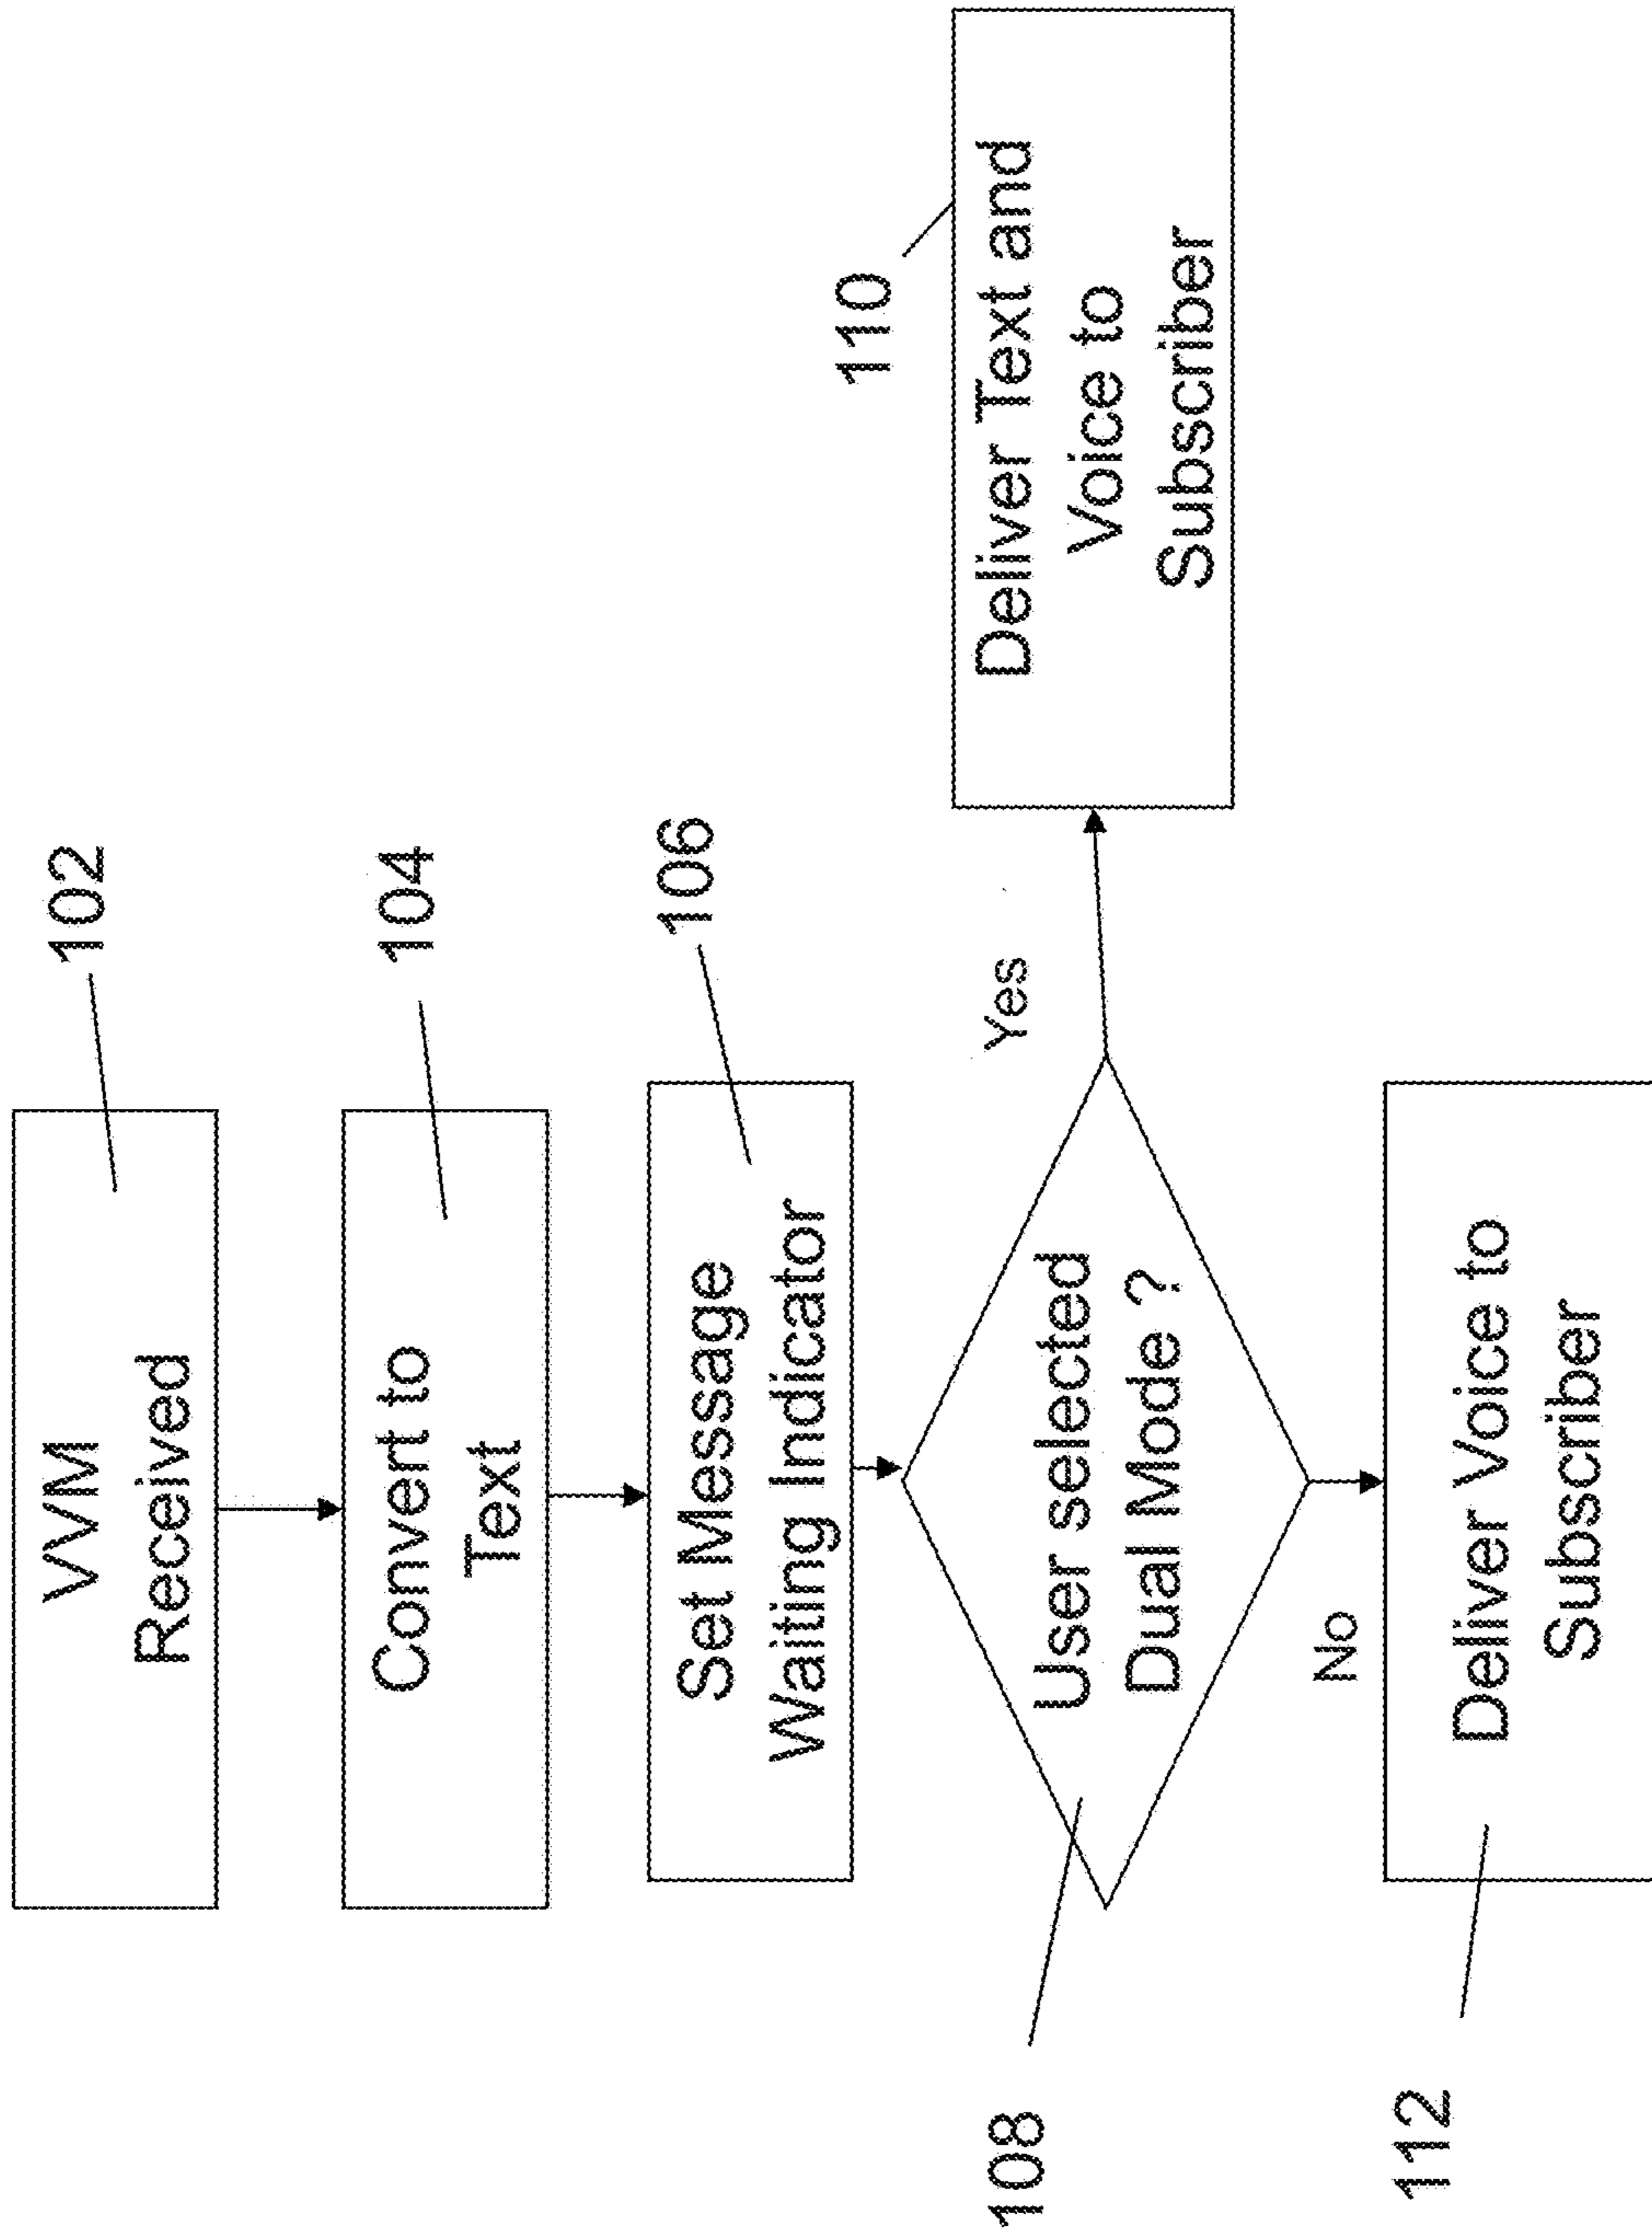 VVM
Received
102
Convert to
Text
104
Set Message
Waiting Indicator
106
User selected
Dual Mode ?
108
Yes
Deliver Text and
Voice to
Subscriber
110
No
Deliver Voice to
Subscriber
112